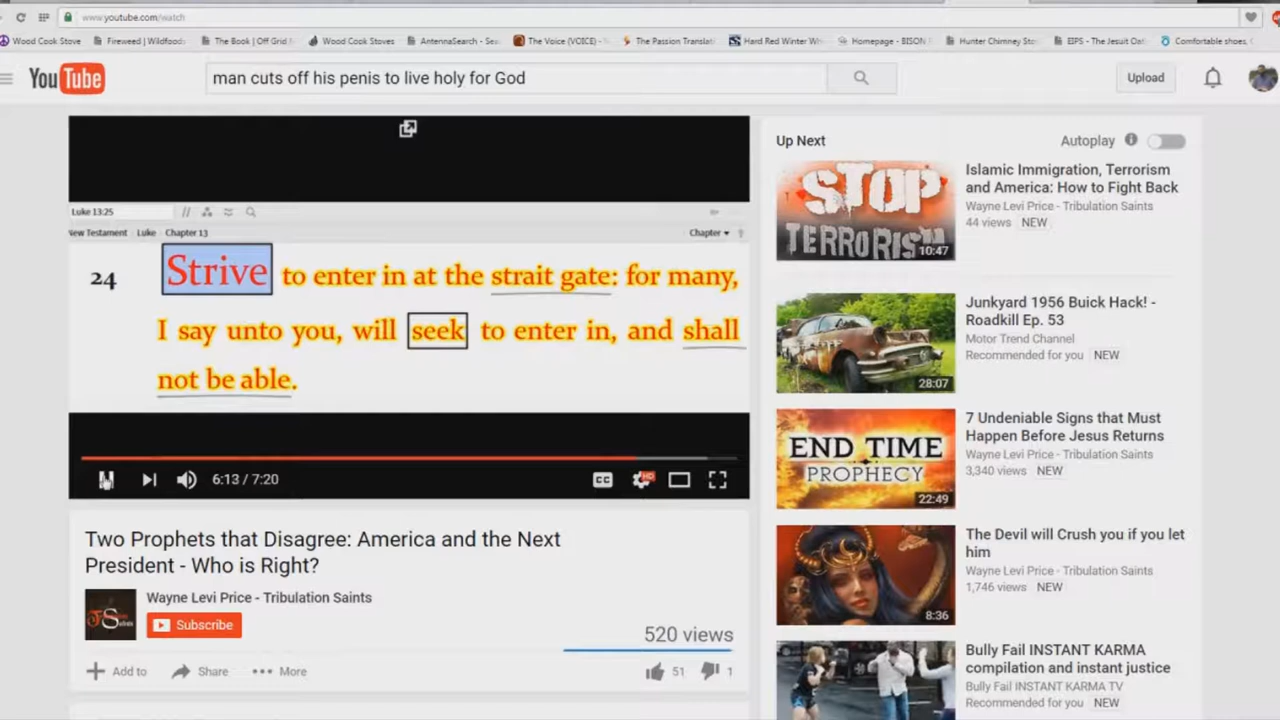 www.youtube.com/watch
Wood Cook Stove
Fireweed | Wildfoods
The Book | Off Grid
Wood Cook Stoves
AntennaSearch - Sea
The Voice (VOICE) -
The Passion Translati
Hard Red Winter Wh
Homepage - BISON
Hunter Chimney Sto
EIPS - The Jesuit Oat
Comfortable shoes,
YouTube
man cuts off his penis to live holy for God
Upload
Luke 13:25
New Testament Luke Chapter 13
Chapter
24 Strive to enter in at the strait gate: for many,
I say unto you, will seek to enter in, and shall
not be able.
6:13 / 7:20
CC
HD
Two Prophets that Disagree: America and the Next
President - Who is Right?
Wayne Levi Price - Tribulation Saints
Subscribe
520 views
Add to
Share
More
51
1
Up Next
Autoplay
STOP
TERRORISM
10:47
Islamic Immigration, Terrorism
and America: How to Fight Back
Wayne Levi Price - Tribulation Saints
44 views NEW
28:07
Junkyard 1956 Buick Hack! -
Roadkill Ep. 53
Motor Trend Channel
Recommended for you NEW
END TIME
PROPHECY
22:49
7 Undeniable Signs that Must
Happen Before Jesus Returns
Wayne Levi Price - Tribulation Saints
3,340 views NEW
8:36
The Devil will Crush you if you let
him
Wayne Levi Price - Tribulation Saints
1,746 views NEW
Bully Fail INSTANT KARMA
compilation and instant justice
Bully Fail INSTANT KARMA TV
Recommended for you NEW